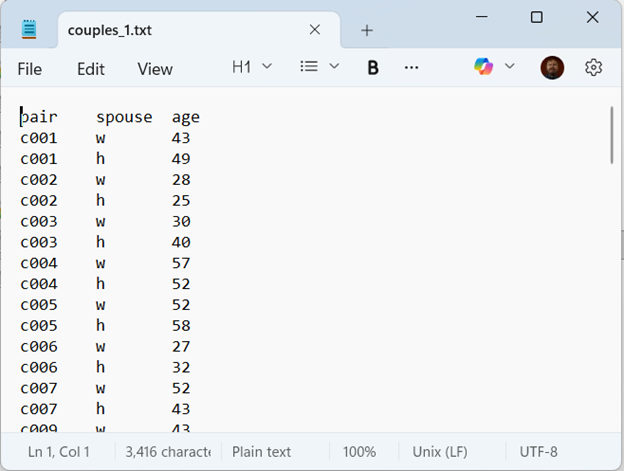 couples_1.txt
File Edit View H1 B
pair spouse age
c001 w 43
c001 h 49
c002 w 28
c002 h 25
c003 w 30
c003 h 40
c004 w 57
c004 h 52
c005 w 52
c005 h 58
c006 w 27
c006 h 32
c007 w 52
c007 h 43
c009 w 43
Ln 1, Col 1 3,416 characte Plain text 100% Unix (LF) UTF-8